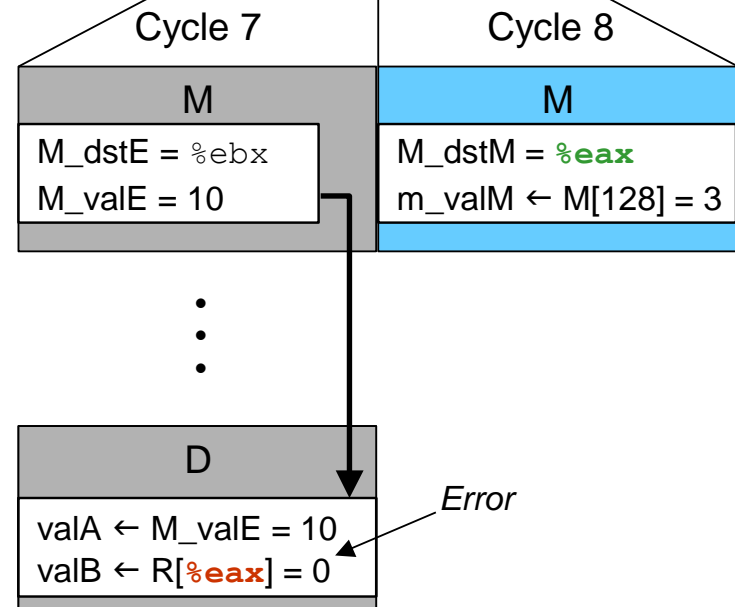 Cycle 7
Cycle 8
M
M_dstE = %ebx
M_valE = 10
M
M_dstM = %eax
m_valM ← M[128] = 3
D
valA ← M_valE = 10
valB ← R[%eax] = 0
Error